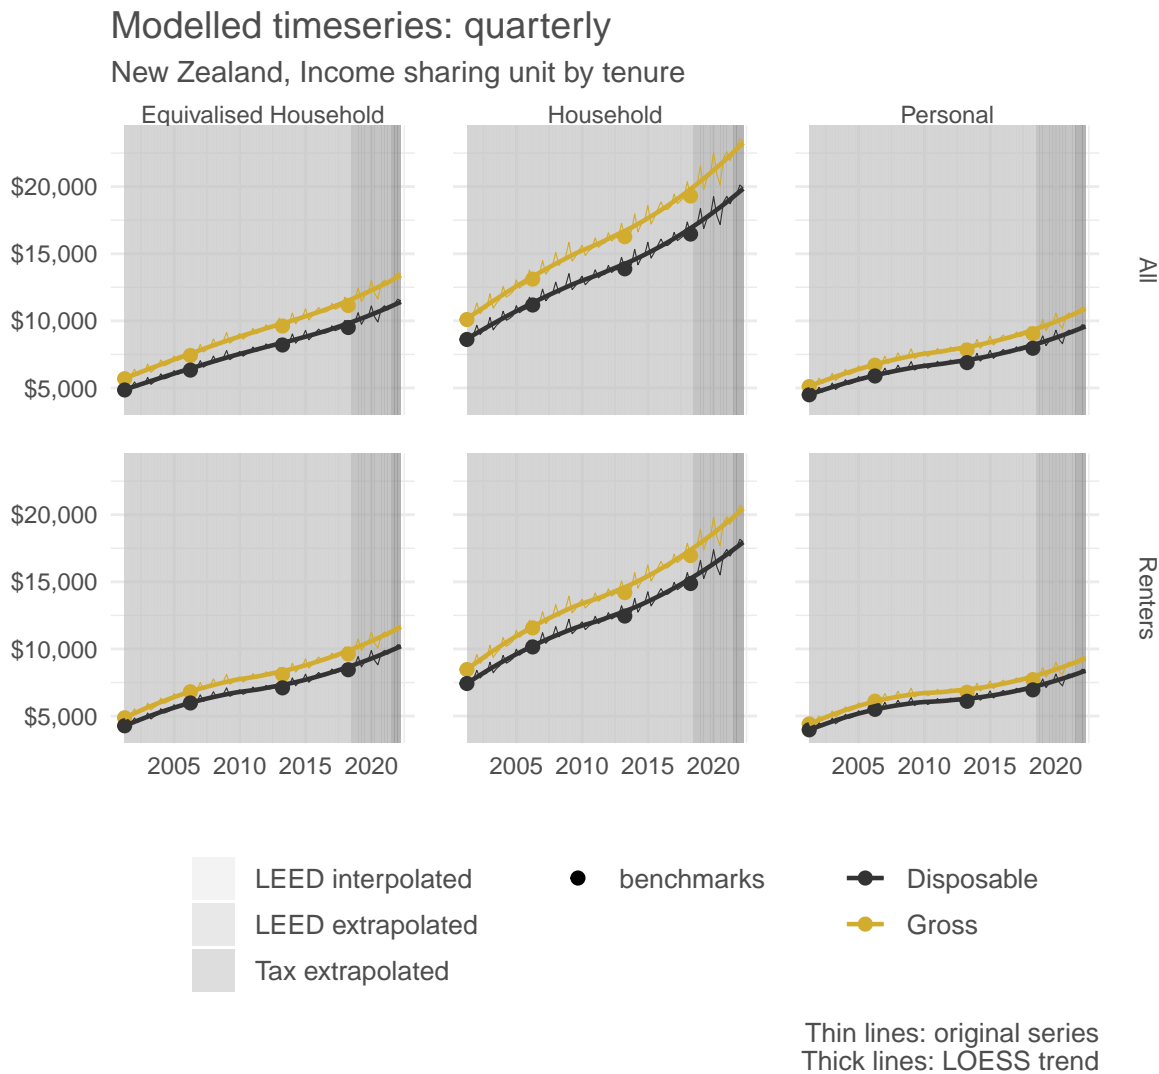 Modelled timeseries: quarterly
New Zealand, Income sharing unit by tenure
Equivalised Household Household Personal
$20,000
$15,000
$10,000
$5,000
All
$20,000
$15,000
$10,000
$5,000
Renters
2005 2010 2015 2020 2005 2010 2015 2020 2005 2010 2015 2020
LEED interpolated benchmarks Disposable
LEED extrapolated Gross
Tax extrapolated
Thin lines: original series
Thick lines: LOESS trend